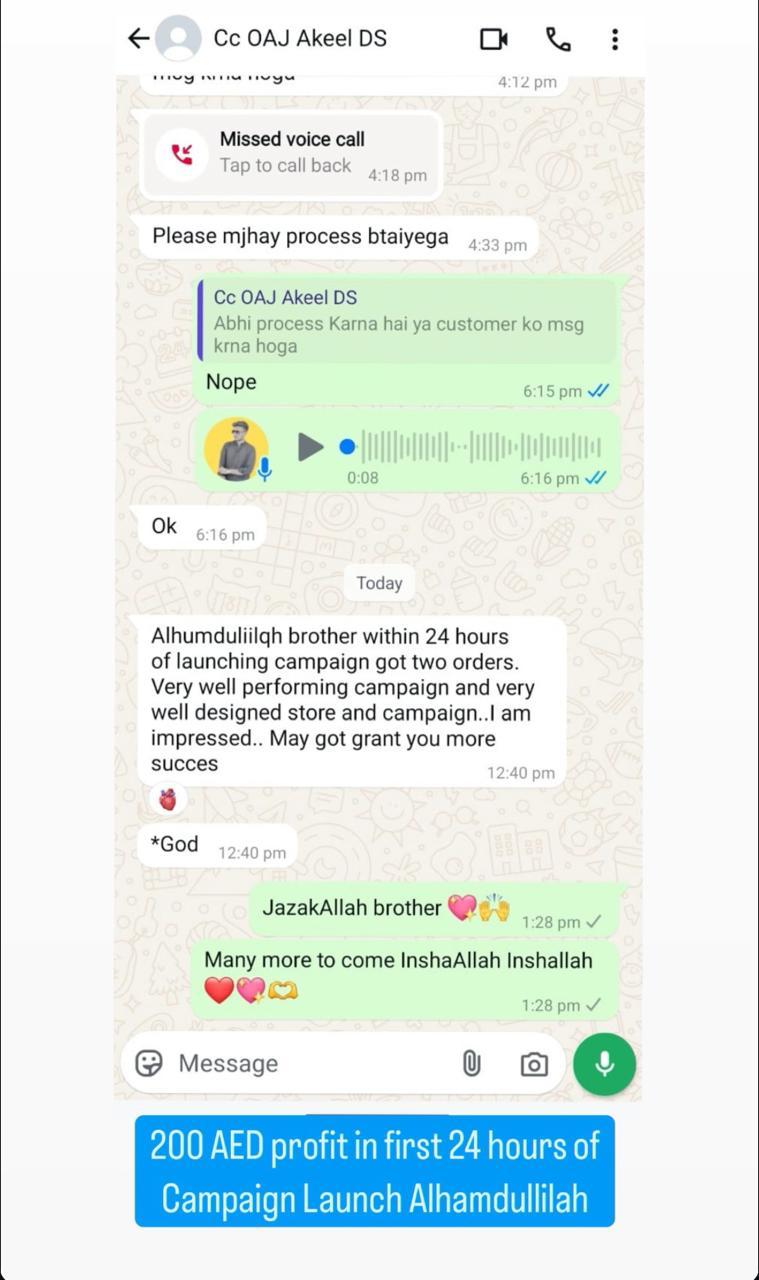 Cc OAJ Akeel DS
4:12 pm
Missed voice call
Tap to call back 4:18 pm
Please mjhay process btaiyega 4:33 pm
Cc OAJ Akeel DS
Abhi process Karna hai ya customer ko msg
krna hoga
Nope 6:15 pm
0:08 6:16 pm
Ok 6:16 pm
Today
Alhumduliilqh brother within 24 hours
of launching campaign got two orders.
Very well performing campaign and very
well designed store and campaign..I am
impressed.. May got grant you more
succes 12:40 pm
*God 12:40 pm
JazakAllah brother 💖🙌 1:28 pm
Many more to come InshaAllah Inshallah
❤️💖🫶 1:28 pm
Message
200 AED profit in first 24 hours of
Campaign Launch Alhamdullilah